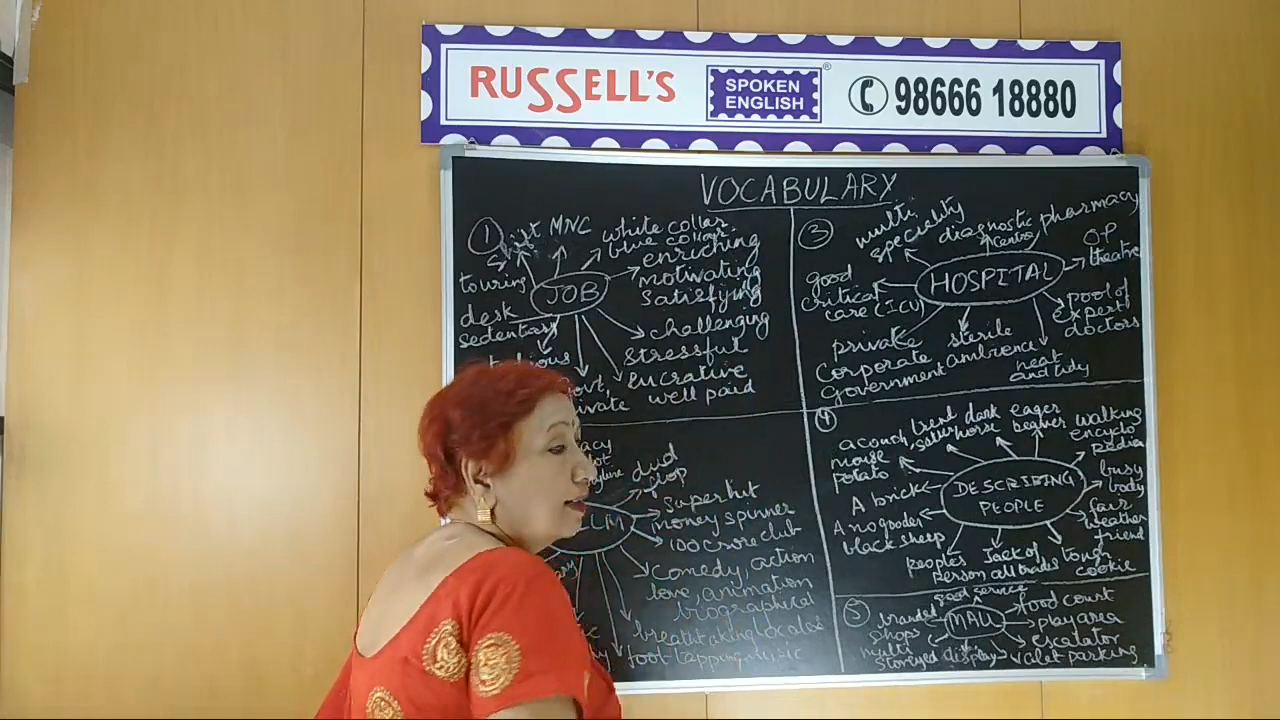 RUSSELL'S
SPOKEN
ENGLISH
®
98666 18880
VOCABULARY
1
MNC
white collar
blue collar
touring
JOB
enriching
motivating
satisfying
desk
sedentary
challenging
stressful
lucrative
well paid
3
multi
speciality
diagnostic
centre
pharmacy
theatre
good
critical
care (ICU)
HOSPITAL
pool of
expert
doctors
private
corporate
government
sterile
ambience
neat
and tidy
dud
flop
super hit
money spinner
100 crore club
comedy, action
love, animation
biographical
foot tapping music
4
a couch
potato
mouse
dark
horse
eager
beaver
walking
encyclo
pedia
DESCRIBING
PEOPLE
busy
body
A brick
A no gooder
black sheep
fair
weather
friend
peoples
person
Jack of
all trades
tough
cookie
5
good service
branded
shops
MALL
food court
play area
escalator
valet parking
multi
storeyed
display